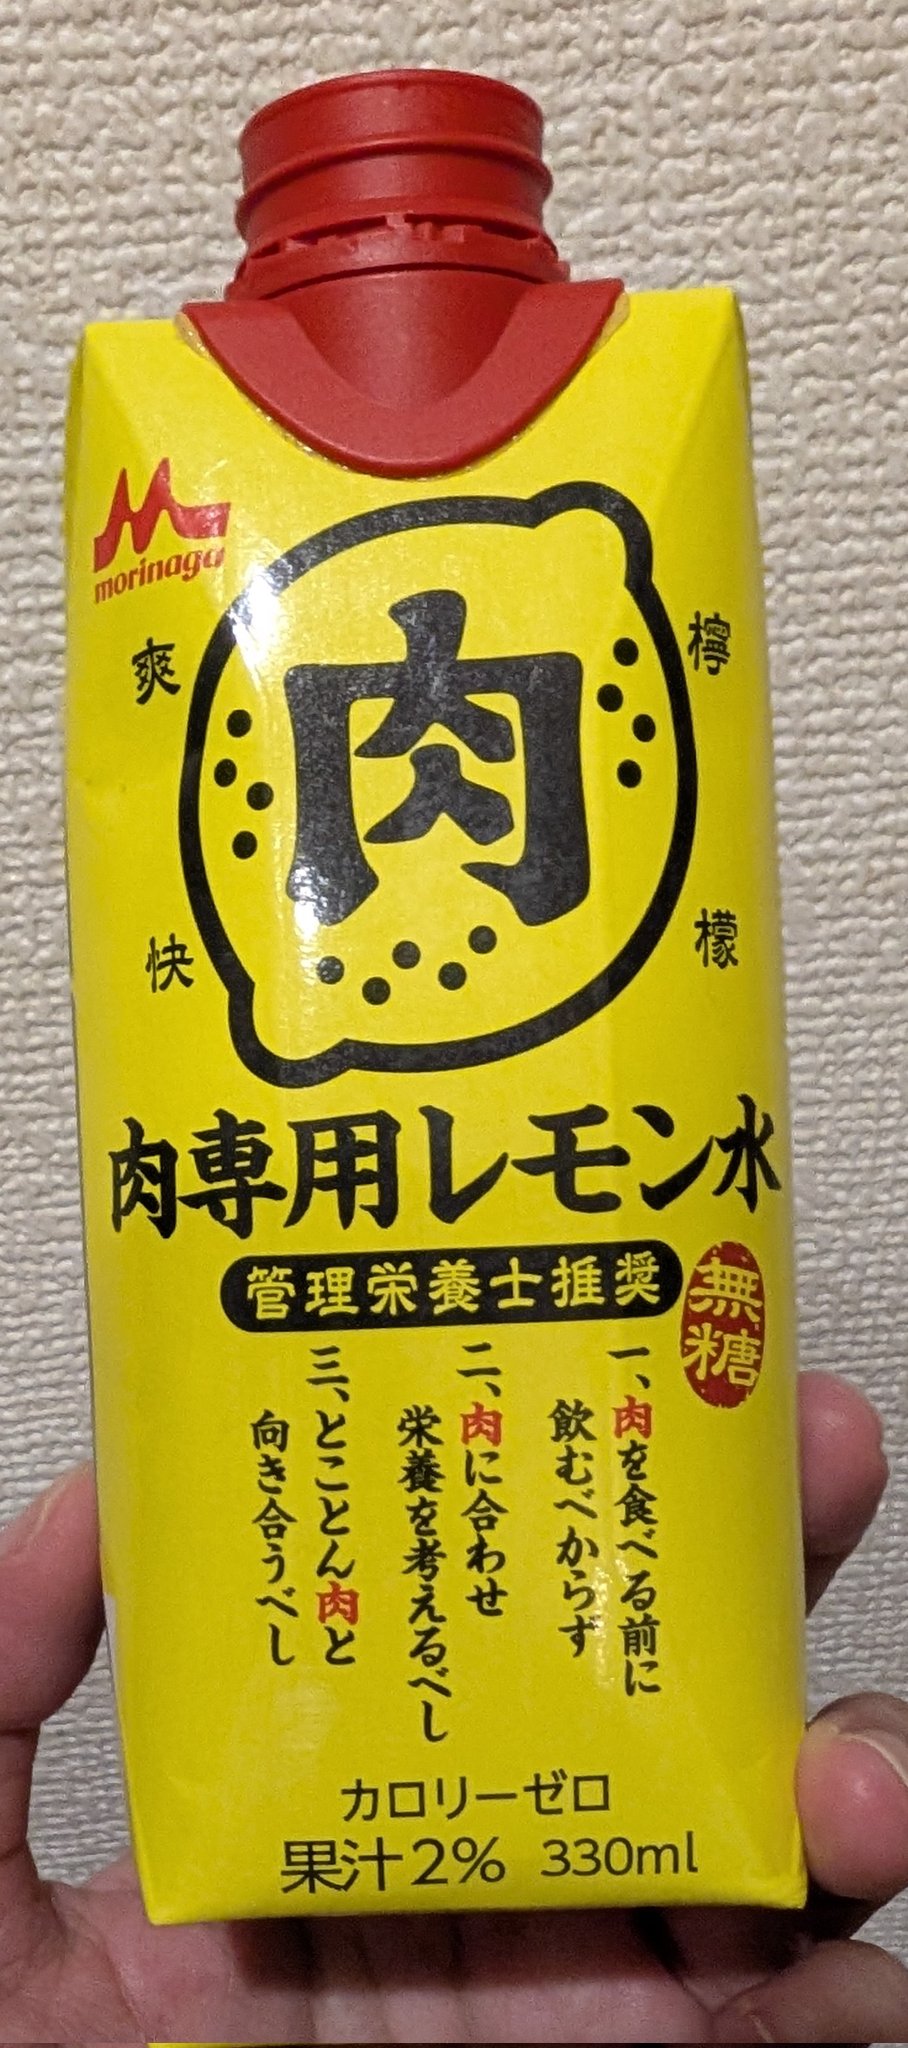 morinaga
檸檬
爽快
肉
肉専用レモン水
管理栄養士推奨
無糖
一、肉を食べる前に
飲むべからず
二、肉に合わせ
栄養を考えるべし
三、とことん肉と
向き合うべし
カロリーゼロ
果汁2% 330ml